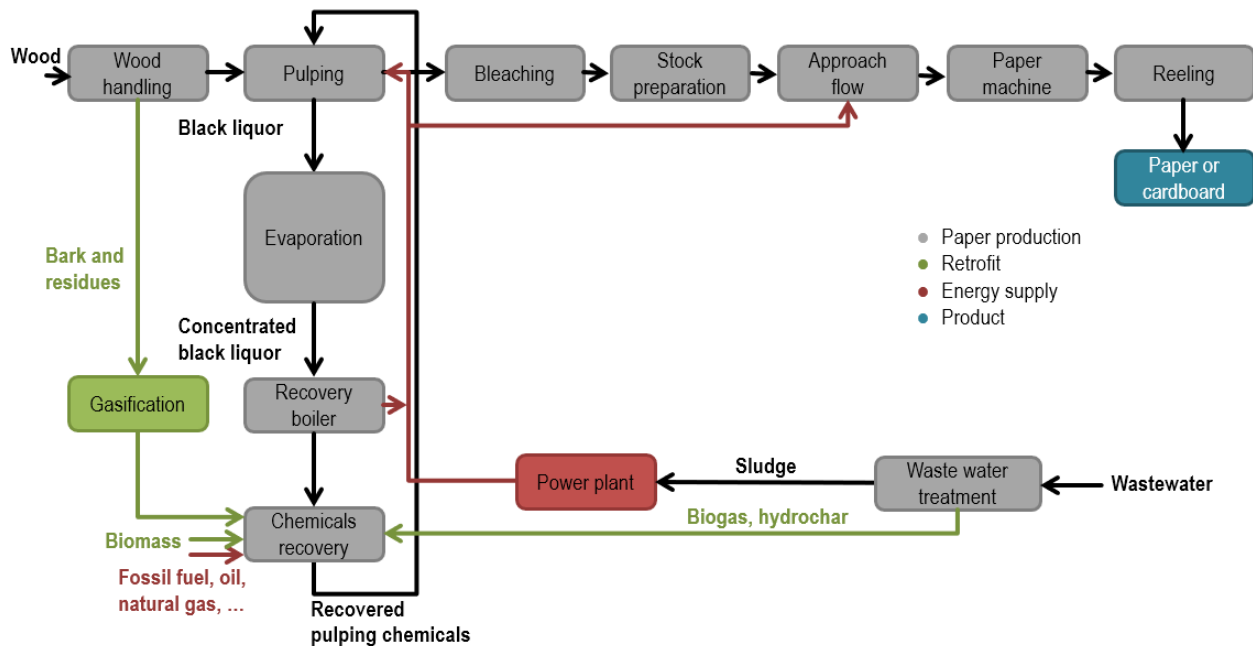 Wood
Wood
handling
Pulping
Bleaching
Stock
preparation
Approach
flow
Paper
machine
Reeling
Black liquor
Paper or
cardboard
Evaporation
Paper production
Retrofit
Energy supply
Product
Bark and
residues
Concentrated
black liquor
Gasification
Recovery
boiler
Power plant
Sludge
Waste water
treatment
Wastewater
Biogas, hydrochar
Chemicals
recovery
Biomass
Fossil fuel, oil,
natural gas, …
Recovered
pulping chemicals